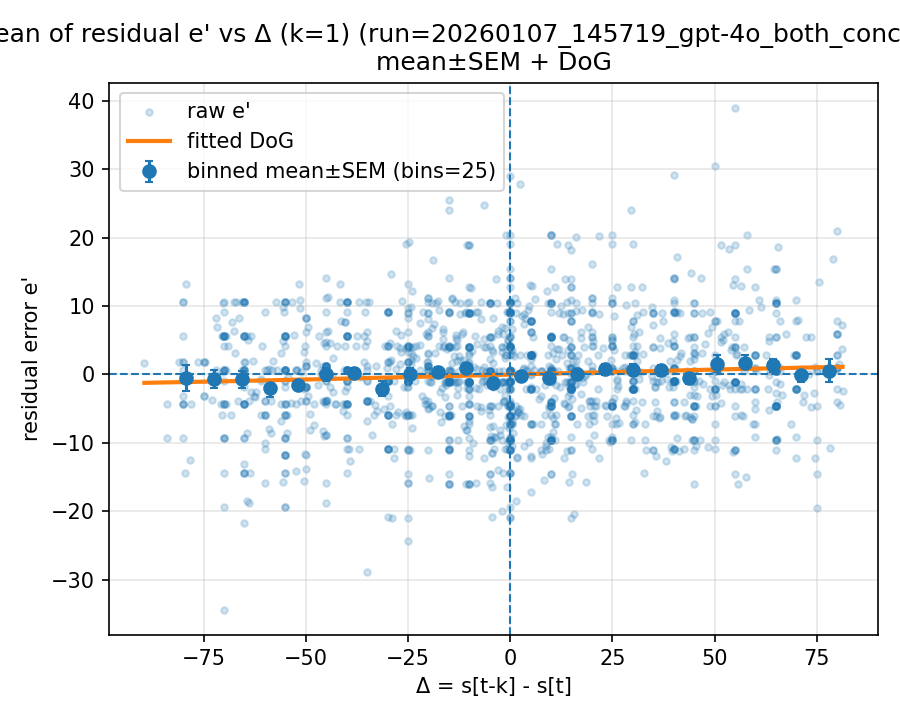 ean of residual e' vs Δ (k=1) (run=20260107_145719_gpt-4o_both_conc
mean±SEM + DoG
raw e'
fitted DoG
binned mean±SEM (bins=25)
residual error e'
40
30
20
10
0
−10
−20
−30
−75
−50
−25
0
25
50
75
Δ = s[t-k] - s[t]